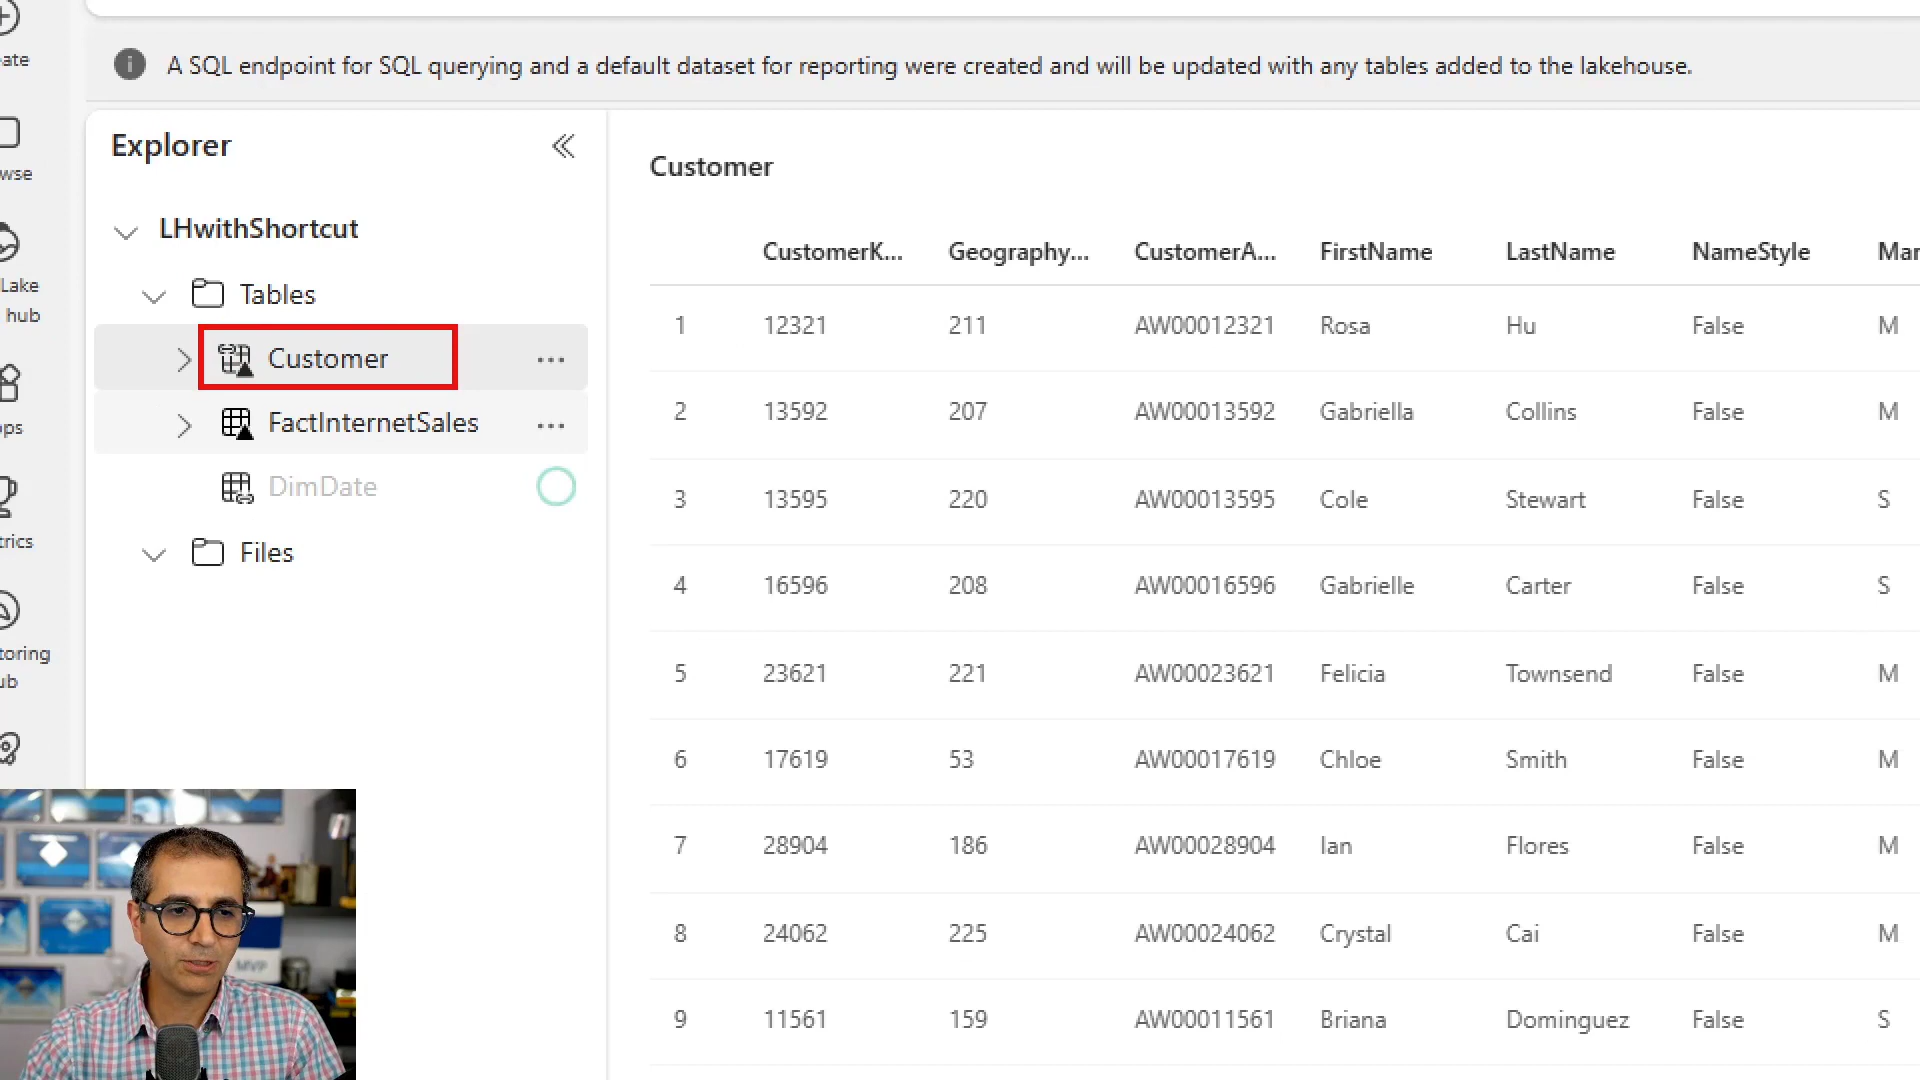 A SQL endpoint for SQL querying and a default dataset for reporting were created and will be updated with any tables added to the lakehouse.
ate
wse
Lake
hub
ps
trics
toring
ub
Explorer
LHwithShortcut
Tables
Customer
FactInternetSales
DimDate
Files
Customer
CustomerK... Geography... CustomerA... FirstName LastName NameStyle Mar
1 12321 211 AW00012321 Rosa Hu False M
2 13592 207 AW00013592 Gabriella Collins False M
3 13595 220 AW00013595 Cole Stewart False S
4 16596 208 AW00016596 Gabrielle Carter False S
5 23621 221 AW00023621 Felicia Townsend False M
6 17619 53 AW00017619 Chloe Smith False M
7 28904 186 AW00028904 Ian Flores False M
8 24062 225 AW00024062 Crystal Cai False M
9 11561 159 AW00011561 Briana Dominguez False S
MVP